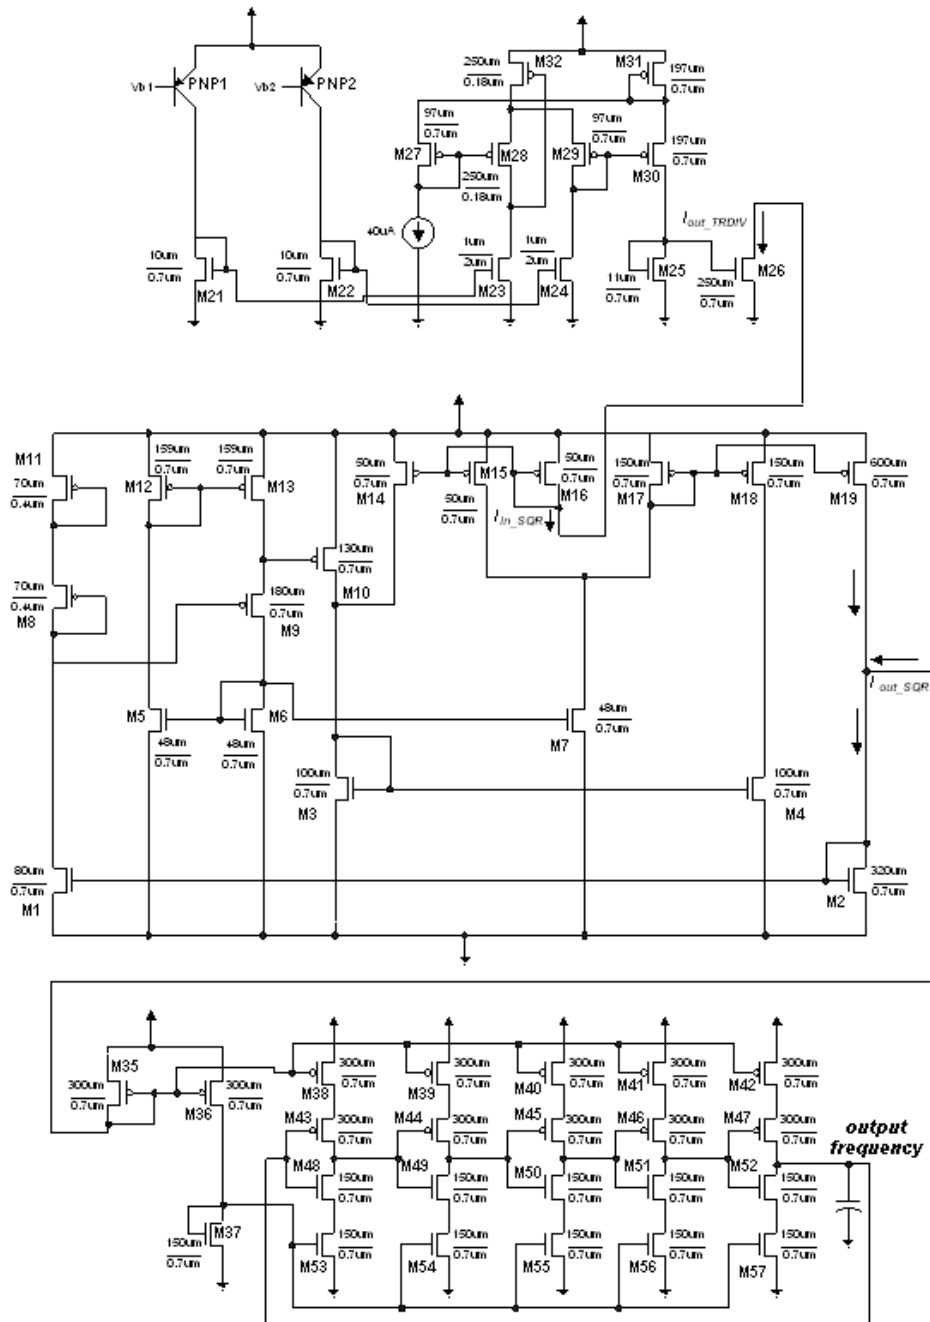 Vb1
PNP1
Vb2
PNP2
250um
0.18um
M32
M31
197um
0.7um
97um
0.7um
M27
M28
250um
0.18um
M29
97um
0.7um
197um
0.7um
M30
40uA
I out_TRDIV
10um
0.7um
M21
10um
0.7um
M22
1um
2um
M23
1um
2um
M24
M25
11um
0.7um
M26
250um
0.7um
M11
70um
0.4um
159um
0.7um
M12
159um
0.7um
M13
50um
0.7um
M14
M15
50um
0.7um
50um
0.7um
M16
I in_SQR
150um
0.7um
M17
150um
0.7um
M18
600um
0.7um
M19
70um
0.4um
M8
130um
0.7um
M10
180um
0.7um
M9
I out_SQR
M5
48um
0.7um
M6
48um
0.7um
48um
0.7um
M7
100um
0.7um
M3
100um
0.7um
M4
80um
0.7um
M1
320um
0.7um
M2
M35
300um
0.7um
300um
0.7um
M36
300um
0.7um
M38
300um
0.7um
M39
300um
0.7um
M40
300um
0.7um
M41
300um
0.7um
M42
M43
300um
0.7um
M44
300um
0.7um
M45
300um
0.7um
M46
300um
0.7um
M47
300um
0.7um
output
frequency
M48
150um
0.7um
M49
150um
0.7um
M50
150um
0.7um
M51
150um
0.7um
M52
150um
0.7um
M37
150um
0.7um
150um
0.7um
M53
150um
0.7um
M54
150um
0.7um
M55
150um
0.7um
M56
150um
0.7um
M57